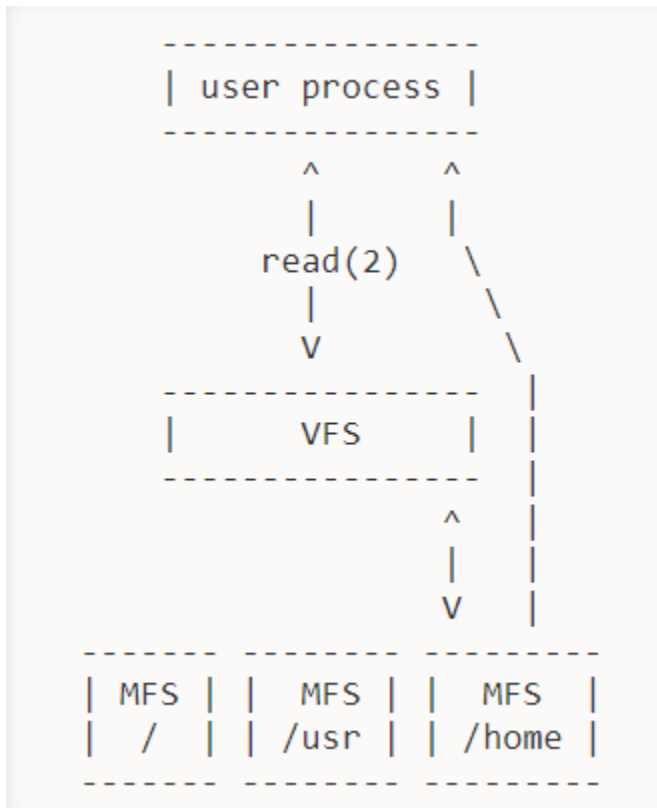 ----------------
| user process |
----------------
^ ^
| |
read(2) \
| \
V \
---------------- |
| VFS | |
---------------- |
^ |
| |
V |
------- -------- ---------
| MFS | | MFS | | MFS |
| / | | /usr | | /home |
------- -------- ---------